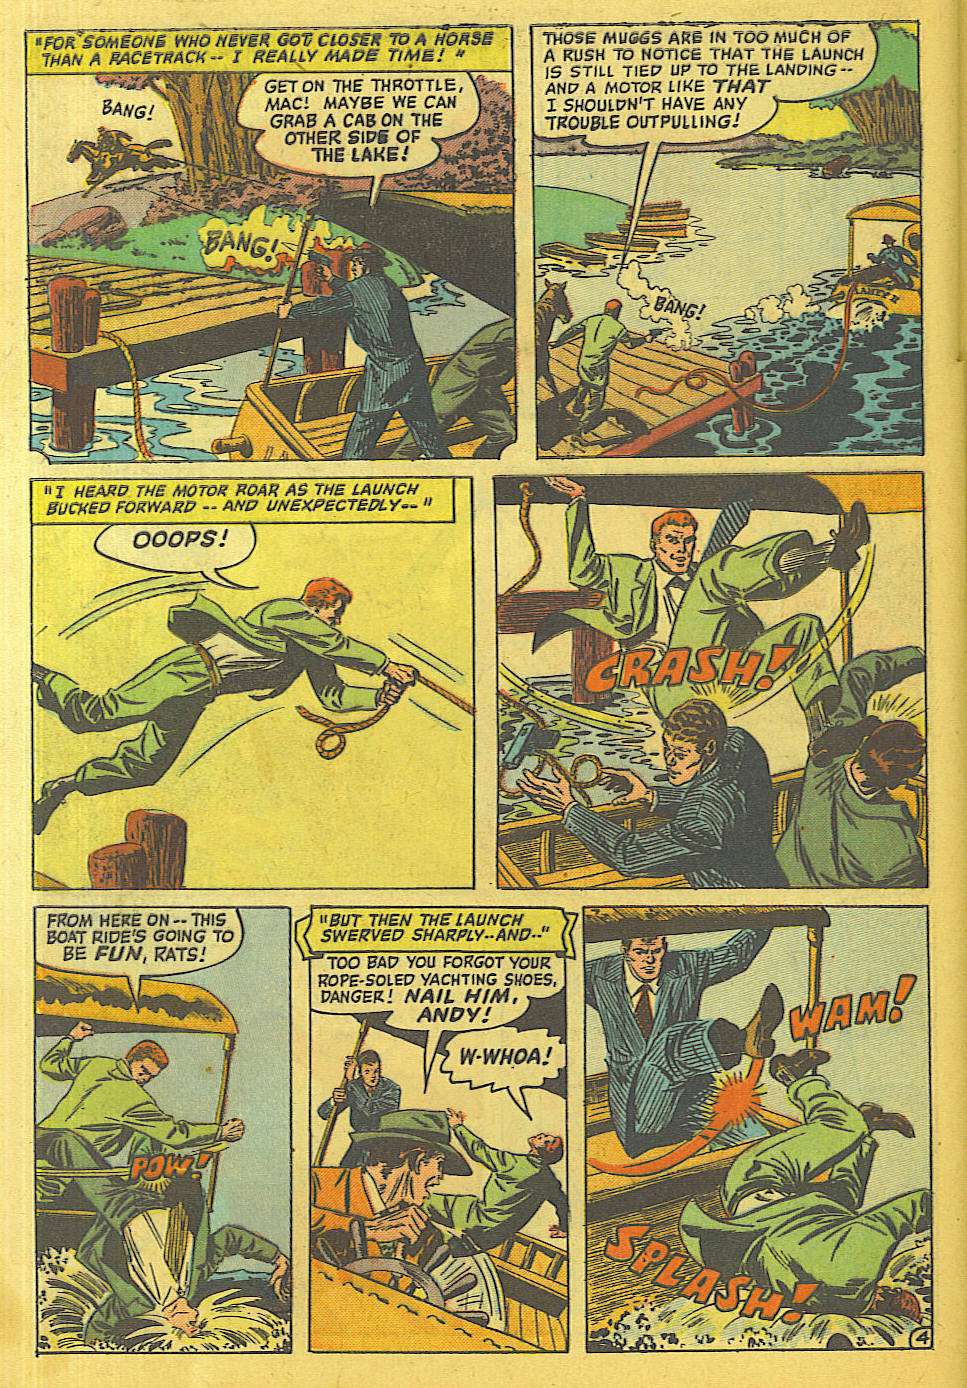 "FOR SOMEONE WHO NEVER GOT CLOSER TO A HORSE
THAN A RACETRACK-- I REALLY MADE TIME!"
BANG!
GET ON THE THROTTLE,
MAC! MAYBE WE CAN
GRAB A CAB ON THE
OTHER SIDE OF
THE LAKE!
BANG!
THOSE MUGGS ARE IN TOO MUCH OF
A RUSH TO NOTICE THAT THE LAUNCH
IS STILL TIED UP TO THE LANDING--
AND A MOTOR LIKE THAT
I SHOULDN'T HAVE ANY
TROUBLE OUTPULLING!
BANG!
"I HEARD THE MOTOR ROAR AS THE LAUNCH
BUCKED FORWARD -- AND UNEXPECTEDLY--"
OOOPS!
CRASH!
FROM HERE ON-- THIS
BOAT RIDE'S GOING TO
BE FUN, RATS!
POW!
"BUT THEN THE LAUNCH
SWERVED SHARPLY--AND--"
TOO BAD YOU FORGOT YOUR
ROPE-SOLED YACHTING SHOES,
DANGER! NAIL HIM,
ANDY!
W-WHOA!
WAM!
SPLASH!
4